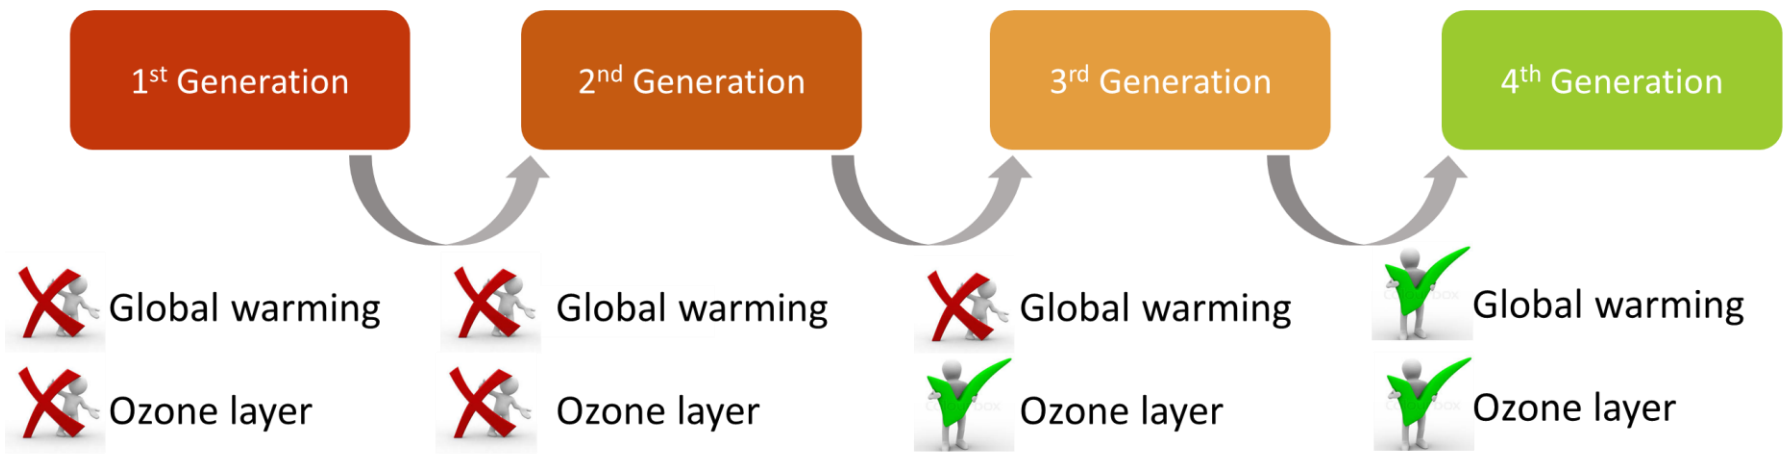 1st Generation
2nd Generation
3rd Generation
4th Generation
Global warming
Global warming
Global warming
Global warming
Ozone layer
Ozone layer
Ozone layer
Ozone layer